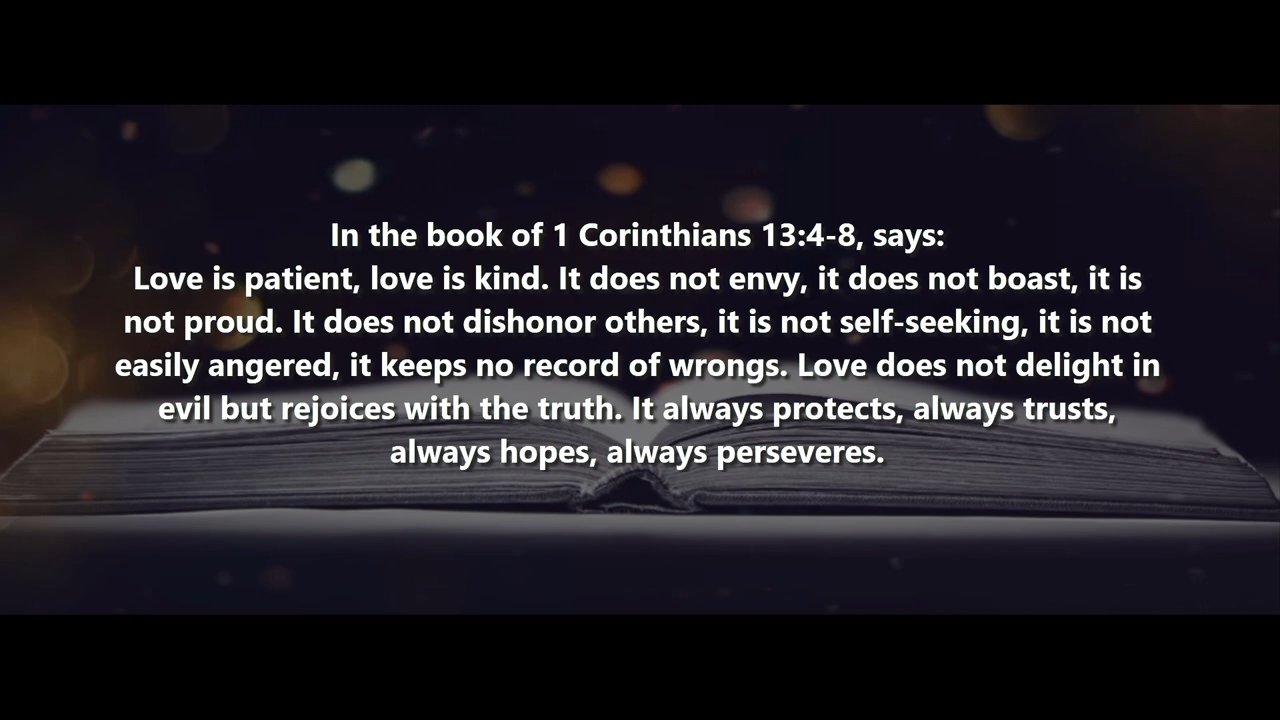 In the book of 1 Corinthians 13:4-8, says:
Love is patient, love is kind. It does not envy, it does not boast, it is
not proud. It does not dishonor others, it is not self-seeking, it is not
easily angered, it keeps no record of wrongs. Love does not delight in
evil but rejoices with the truth. It always protects, always trusts,
always hopes, always perseveres.